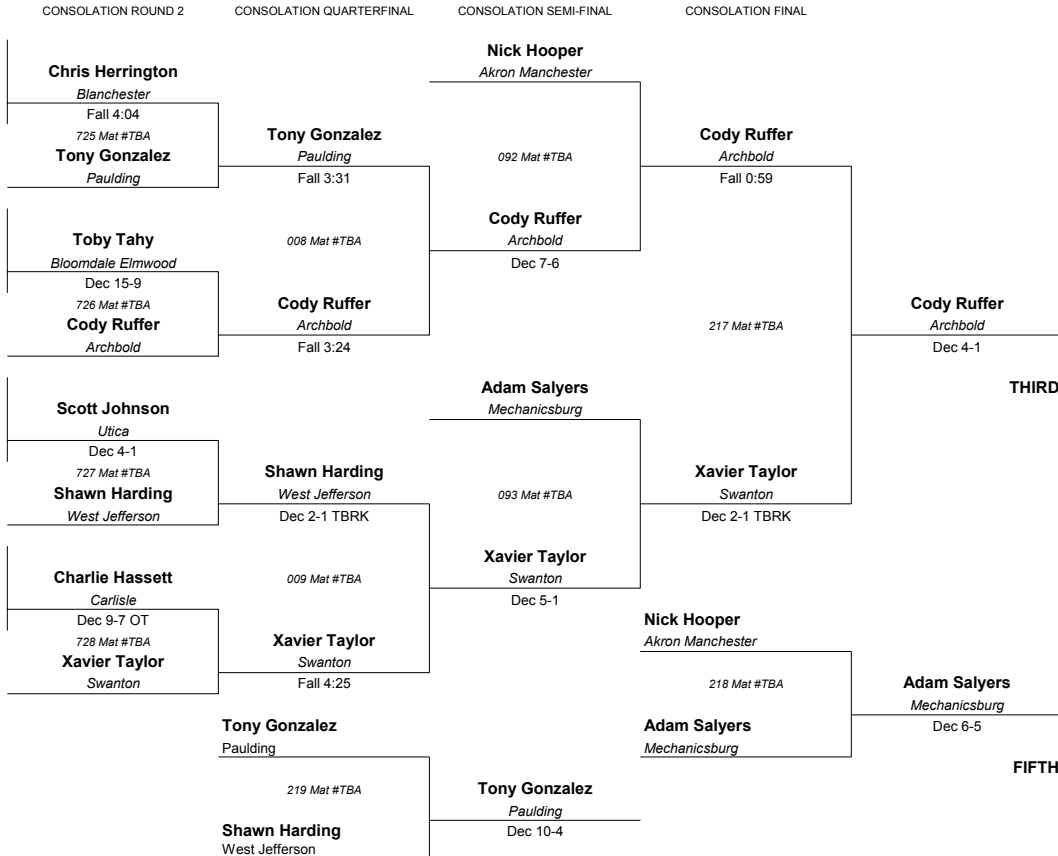 CONSOLATION ROUND 2
CONSOLATION QUARTERFINAL
CONSOLATION SEMI-FINAL
CONSOLATION FINAL
Chris Herrington
Blanchester
Fall 4:04
725 Mat #TBA
Tony Gonzalez
Paulding
Toby Tahy
Bloomdale Elmwood
Dec 15-9
726 Mat #TBA
Cody Ruffer
Archbold
Scott Johnson
Utica
Dec 4-1
727 Mat #TBA
Shawn Harding
West Jefferson
Charlie Hassett
Carlisle
Dec 9-7 OT
728 Mat #TBA
Xavier Taylor
Swanton
Tony Gonzalez
Paulding
Fall 3:31
008 Mat #TBA
Cody Ruffer
Archbold
Fall 3:24
Shawn Harding
West Jefferson
Dec 2-1 TBRK
009 Mat #TBA
Xavier Taylor
Swanton
Fall 4:25
Nick Hooper
Akron Manchester
092 Mat #TBA
Cody Ruffer
Archbold
Dec 7-6
Adam Salyers
Mechanicsburg
093 Mat #TBA
Xavier Taylor
Swanton
Dec 5-1
Cody Ruffer
Archbold
Fall 0:59
217 Mat #TBA
Xavier Taylor
Swanton
Dec 2-1 TBRK
Cody Ruffer
Archbold
Dec 4-1
THIRD
Nick Hooper
Akron Manchester
218 Mat #TBA
Adam Salyers
Mechanicsburg
Adam Salyers
Mechanicsburg
Dec 6-5
FIFTH
Tony Gonzalez
Paulding
219 Mat #TBA
Shawn Harding
West Jefferson
Tony Gonzalez
Paulding
Dec 10-4